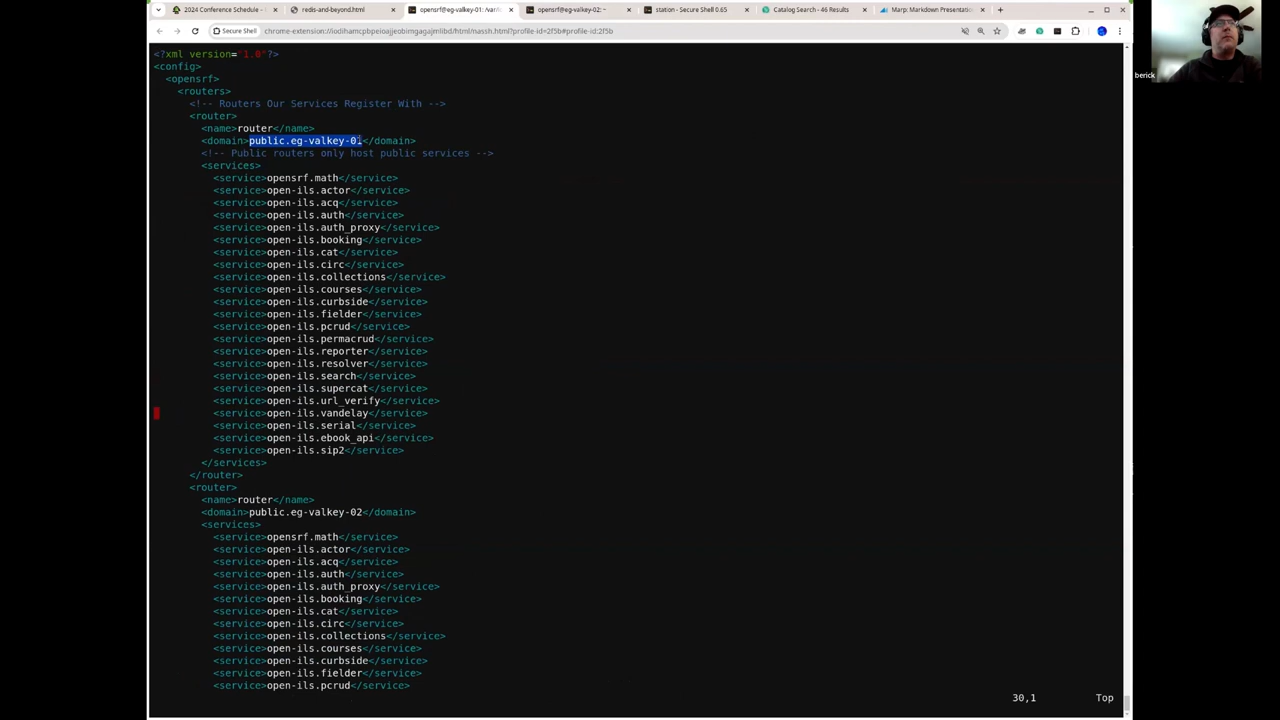 2024 Conference Schedule -
redis-and-beyond.html
opensrf@eg-valkey-01: /var/
opensrf@eg-valkey-02: ~
station - Secure Shell 0.65
Catalog Search - 46 Results
Marp: Markdown Presentatio
Secure Shell
chrome-extension://iodihamcpbpeioajjeobimgagajmlibd/html/nassh.html?profile-id=2f5b#profile-id:2f5b
berick
<?xml version="1.0"?>
<config>
<opensrf>
<routers>
<!-- Routers Our Services Register With -->
<router>
<name>router</name>
<domain>public.eg-valkey-01</domain>
<!-- Public routers only host public services -->
<services>
<service>opensrf.math</service>
<service>open-ils.actor</service>
<service>open-ils.acq</service>
<service>open-ils.auth</service>
<service>open-ils.auth_proxy</service>
<service>open-ils.booking</service>
<service>open-ils.cat</service>
<service>open-ils.circ</service>
<service>open-ils.collections</service>
<service>open-ils.courses</service>
<service>open-ils.curbside</service>
<service>open-ils.fielder</service>
<service>open-ils.pcrud</service>
<service>open-ils.permacrud</service>
<service>open-ils.reporter</service>
<service>open-ils.resolver</service>
<service>open-ils.search</service>
<service>open-ils.supercat</service>
<service>open-ils.url_verify</service>
<service>open-ils.vandelay</service>
<service>open-ils.serial</service>
<service>open-ils.ebook_api</service>
<service>open-ils.sip2</service>
</services>
</router>
<router>
<name>router</name>
<domain>public.eg-valkey-02</domain>
<services>
<service>opensrf.math</service>
<service>open-ils.actor</service>
<service>open-ils.acq</service>
<service>open-ils.auth</service>
<service>open-ils.auth_proxy</service>
<service>open-ils.booking</service>
<service>open-ils.cat</service>
<service>open-ils.circ</service>
<service>open-ils.collections</service>
<service>open-ils.courses</service>
<service>open-ils.curbside</service>
<service>open-ils.fielder</service>
<service>open-ils.pcrud</service>
30,1 Top